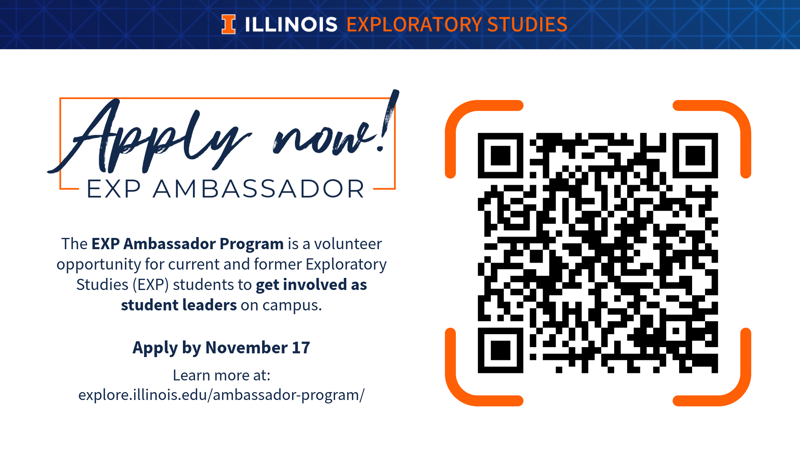 I ILLINOIS EXPLORATORY STUDIES
Apply now!
EXP AMBASSADOR
The EXP Ambassador Program is a volunteer
opportunity for current and former Exploratory
Studies (EXP) students to get involved as
student leaders on campus.
Apply by November 17
Learn more at:
explore.illinois.edu/ambassador-program/